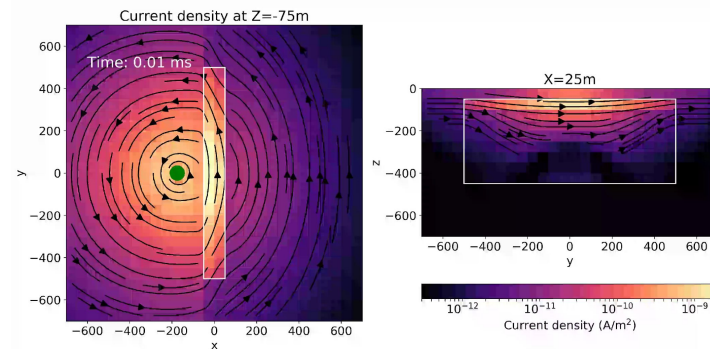 Current density at Z=-75m
Time: 0.01 ms
600
400
200
0
−200
−400
−600
y
−600 −400 −200 0 200 400 600
x
X=25m
0
−200
−400
−600
z
−600 −400 −200 0 200 400 600
y
10⁻¹² 10⁻¹¹ 10⁻¹⁰ 10⁻⁹
Current density (A/m²)